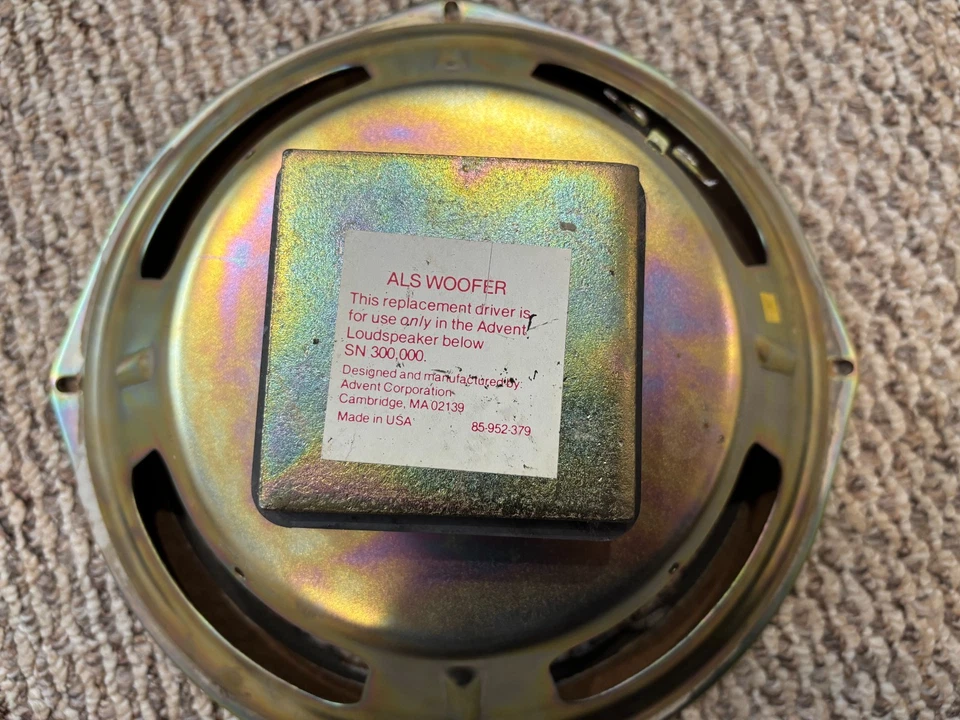 ALS WOOFER
This replacement driver is
for use only in the Advent
Loudspeaker below
SN 300,000.
Designed and manufactured by:
Advent Corporation
Cambridge, MA 02139
Made in USA 85-952-379